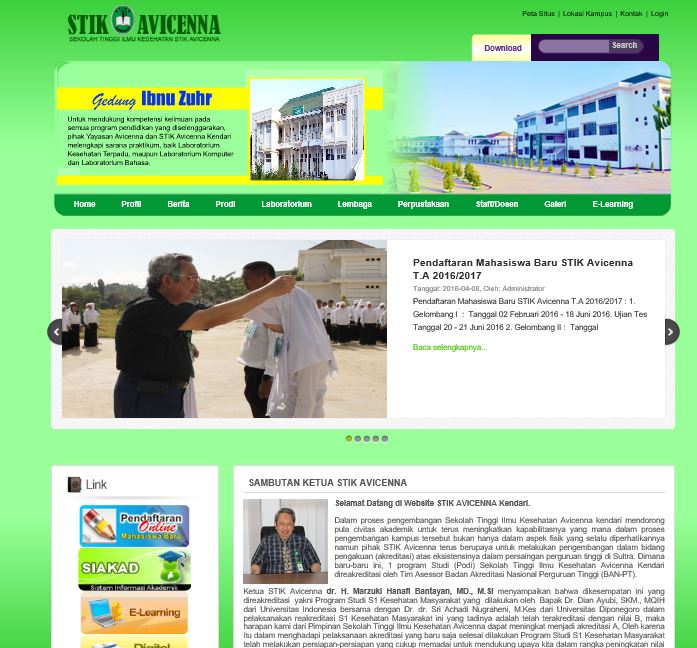 STIK AVICENNA
SEKOLAH TINGGI ILMU KESEHATAN STIK AVICENNA
Peta Situs | Lokasi Kampus | Kontak | Login
Download
Search
Gedung Ibnu Zuhr
Untuk mendukung kompetensi keilmuan pada
semua program pendidikan yang diselenggarakan,
pihak Yayasan Avicenna dan STIK Avicenna Kendari
melengkapi sarana praktikum, baik Laboratorium
Kesehatan Terpadu, maupun Laboratorium Komputer
dan Laboratorium Bahasa.
Home Profil Berita Prodi Laboratorium Lembaga Perpustakaan Staff/Dosen Galeri E-Learning
Pendaftaran Mahasiswa Baru STIK Avicenna
T.A 2016/2017
Tanggal: 2016-04-08, Oleh: Administrator
Pendaftaran Mahasiswa Baru STIK Avicenna T.A 2016/2017 : 1.
Gelombang I : Tanggal 02 Februari 2016 - 18 Juni 2016. Ujian Tes
Tanggal 20 - 21 Juni 2016 2. Gelombang II : Tanggal
Baca selengkapnya...
Link
Pendaftaran
Online
Mahasiswa Baru
SIAKAD
Sistem Informasi Akademik
E-Learning
Digital
SAMBUTAN KETUA STIK AVICENNA
Selamat Datang di Website STIK AVICENNA Kendari.
Dalam proses pengembangan Sekolah Tinggi Ilmu Kesehatan Avicenna kendari mendorong
pula civitas akademik untuk terus meningkatkan kapabilitasnya yang mana dalam proses
pengembangan kampus tersebut bukan hanya dalam aspek fisik yang selalu diperhatikannya
namun pihak STIK Avicenna terus berupaya untuk melakukan pengembangan dalam bidang
pengakuan (akreditasi) atas eksistensinya dalam persaingan perguruan tinggi di Sultra. Dimana
baru-baru ini, 1 program Studi (Podi) Sekolah Tinggi Ilmu Kesehatan Avicenna Kendari
direakreditasi oleh Tim Asessor Badan Akreditasi Nasional Perguruan Tinggi (BAN-PT).
Ketua STIK Avicenna dr. H. Marzuki Hanafi Bantayan, MD., M.SI menyampaikan bahwa dikesempatan ini yang
direakreditasi yakni Program Studi S1 Kesehatan Masyarakat yang dilakukan oleh Bapak Dr. Dian Ayubi, SKM., MQIH
dari Universitas Indonesia bersama dengan Dr. dr. Sri Achadi Nugraheni, M.Kes dari Universitas Diponegoro dalam
pelaksanaan reakreditasi S1 Kesehatan Masyarakat ini yang tadinya adalah telah terakreditasi dengan nilai B, maka
harapan kami dari Pimpinan Sekolah Tinggi Ilmu Kesehatan Avicenna dapat meningkat menjadi akreditasi A, Oleh karena
itu dalam menghadapi pelaksanaan akreditasi yang baru saja selesai dilakukan Program Studi S1 Kesehatan Masyarakat
telah melakukan persiapan-persiapan yang cukup memadai untuk mendukung upaya kita dalam rangka peningkatan nilai